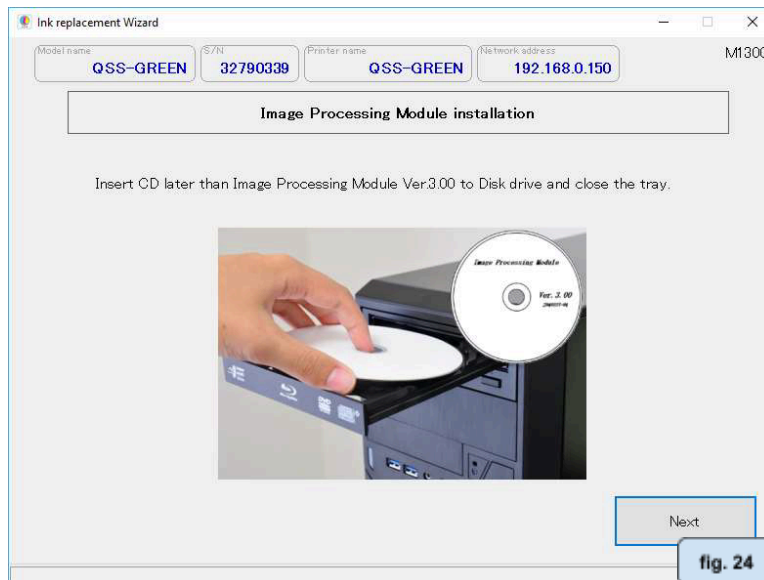 Ink replacement Wizard
Model name
QSS-GREEN
S/N
32790339
Printer name
QSS-GREEN
Network address
192.168.0.150
M1300
Image Processing Module installation
Insert CD later than Image Processing Module Ver.3.00 to Disk drive and close the tray.
Image Processing Module
Ver. 3.00
Next
fig. 24